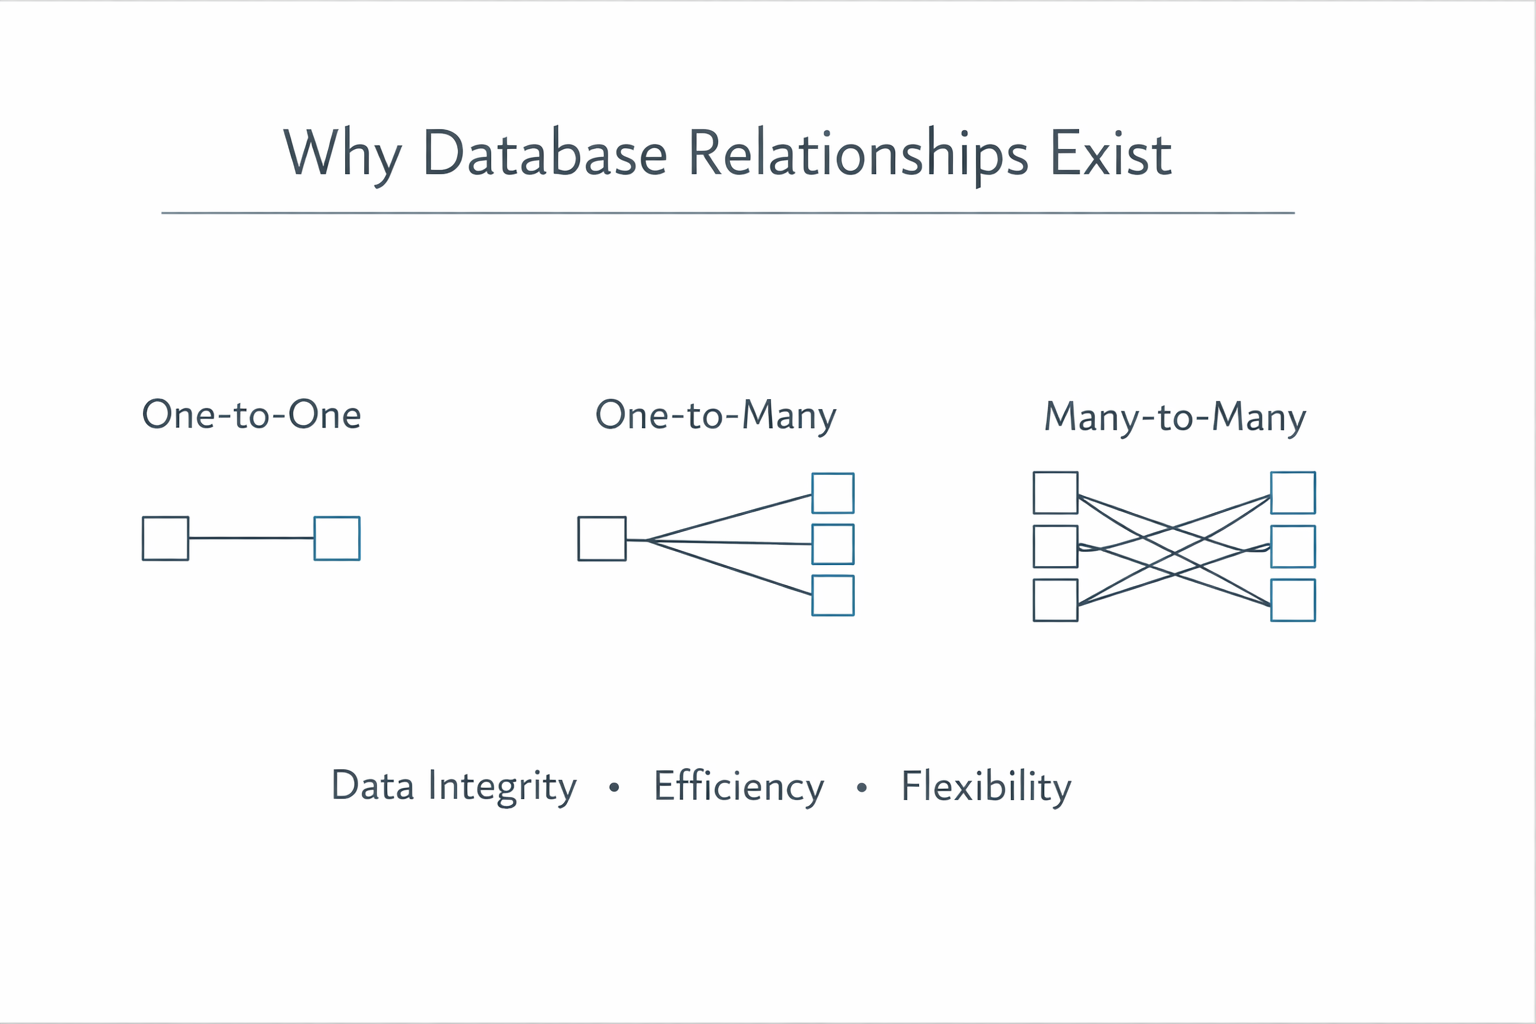 Why Database Relationships Exist
One-to-One
One-to-Many
Many-to-Many
Data Integrity • Efficiency • Flexibility